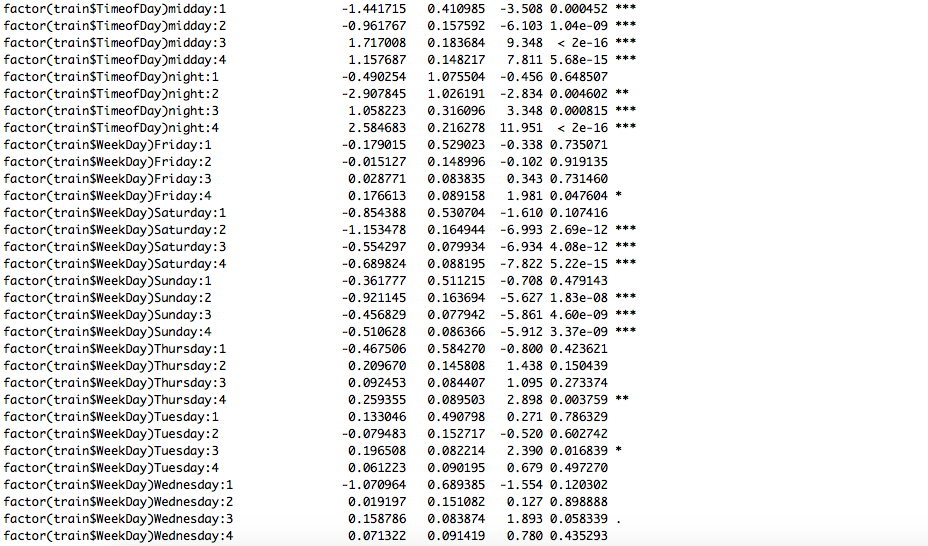 factor(train$TimeofDay)midday:1 -1.441715 0.410985 -3.508 0.000452 ***
factor(train$TimeofDay)midday:2 -0.961767 0.157592 -6.103 1.04e-09 ***
factor(train$TimeofDay)midday:3 1.717008 0.183684 9.348 < 2e-16 ***
factor(train$TimeofDay)midday:4 1.157687 0.148217 7.811 5.68e-15 ***
factor(train$TimeofDay)night:1 -0.490254 1.075504 -0.456 0.648507
factor(train$TimeofDay)night:2 -2.907845 1.026191 -2.834 0.004602 **
factor(train$TimeofDay)night:3 1.058223 0.316096 3.348 0.000815 ***
factor(train$TimeofDay)night:4 2.584683 0.216278 11.951 < 2e-16 ***
factor(train$WeekDay)Friday:1 -0.179015 0.529023 -0.338 0.735071
factor(train$WeekDay)Friday:2 -0.015127 0.148996 -0.102 0.919135
factor(train$WeekDay)Friday:3 0.028771 0.083835 0.343 0.731460
factor(train$WeekDay)Friday:4 0.176613 0.089158 1.981 0.047604 *
factor(train$WeekDay)Saturday:1 -0.854388 0.530704 -1.610 0.107416
factor(train$WeekDay)Saturday:2 -1.153478 0.164944 -6.993 2.69e-12 ***
factor(train$WeekDay)Saturday:3 -0.554297 0.079934 -6.934 4.08e-12 ***
factor(train$WeekDay)Saturday:4 -0.689824 0.088195 -7.822 5.22e-15 ***
factor(train$WeekDay)Sunday:1 -0.361777 0.511215 -0.708 0.479143
factor(train$WeekDay)Sunday:2 -0.921145 0.163694 -5.627 1.83e-08 ***
factor(train$WeekDay)Sunday:3 -0.456829 0.077942 -5.861 4.60e-09 ***
factor(train$WeekDay)Sunday:4 -0.510628 0.086366 -5.912 3.37e-09 ***
factor(train$WeekDay)Thursday:1 -0.467506 0.584270 -0.800 0.423621
factor(train$WeekDay)Thursday:2 0.209670 0.145808 1.438 0.150439
factor(train$WeekDay)Thursday:3 0.092453 0.084407 1.095 0.273374
factor(train$WeekDay)Thursday:4 0.259355 0.089503 2.898 0.003759 **
factor(train$WeekDay)Tuesday:1 0.133046 0.490798 0.271 0.786329
factor(train$WeekDay)Tuesday:2 -0.079483 0.152717 -0.520 0.602742
factor(train$WeekDay)Tuesday:3 0.196508 0.082214 2.390 0.016839 *
factor(train$WeekDay)Tuesday:4 0.061223 0.090195 0.679 0.497270
factor(train$WeekDay)Wednesday:1 -1.070964 0.689385 -1.554 0.120302
factor(train$WeekDay)Wednesday:2 0.019197 0.151082 0.127 0.898888
factor(train$WeekDay)Wednesday:3 0.158786 0.083874 1.893 0.058339 .
factor(train$WeekDay)Wednesday:4 0.071322 0.091419 0.780 0.435293